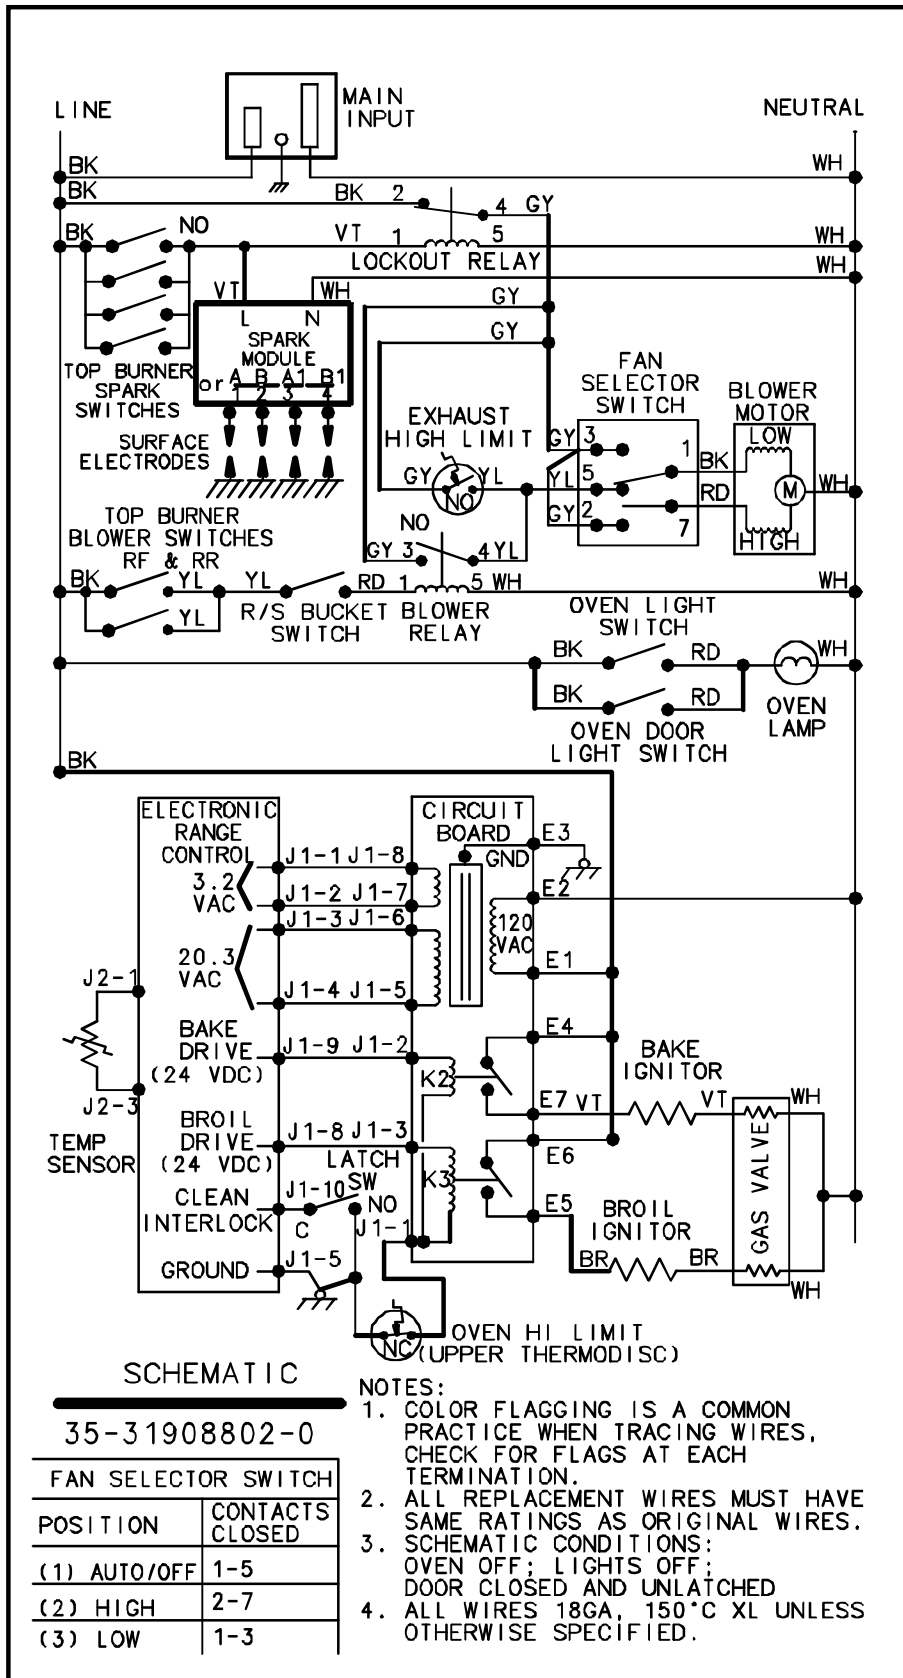 LINE
MAIN
INPUT
NEUTRAL
BK
WH
BK
BK 2
4 GY
BK
NO
VT 1
5
WH
LOCKOUT RELAY
WH
VT
WH
L N
SPARK
MODULE
or A B A1 B1
1 2 3 4
GY
GY
TOP BURNER
SPARK
SWITCHES
SURFACE
ELECTRODES
FAN
SELECTOR
SWITCH
BLOWER
MOTOR
LOW
EXHAUST
HIGH LIMIT
GY 3
1
BK
GY
YL
NO
YL 5
M
WH
RD
GY 2
7
HIGH
TOP BURNER
BLOWER SWITCHES
RF & RR
NO
GY 3
4 YL
BK
YL
YL
RD 1
5 WH
WH
YL
R/S BUCKET
SWITCH
BLOWER
RELAY
OVEN LIGHT
SWITCH
BK
RD
WH
BK
RD
OVEN
LAMP
OVEN DOOR
LIGHT SWITCH
BK
ELECTRONIC
RANGE
CONTROL
CIRCUIT
BOARD
E3
GND
J1-1 J1-8
3.2
VAC
J1-2 J1-7
E2
J1-3 J1-6
120
VAC
20.3
VAC
E1
J2-1
J1-4 J1-5
BAKE
DRIVE
(24 VDC)
J1-9 J1-2
E4
K2
BAKE
IGNITOR
E7 VT
VT
WH
J2-3
TEMP
SENSOR
BROIL
DRIVE
(24 VDC)
J1-8 J1-3
E6
GAS VALVE
LATCH
SW
K3
CLEAN
INTERLOCK
J1-10
NO
C
J1-1
E5
BROIL
IGNITOR
BR
BR
GROUND
J1-5
WH
NC
OVEN HI LIMIT
(UPPER THERMODISC)
SCHEMATIC
35-31908802-0
FAN SELECTOR SWITCH
POSITION
CONTACTS
CLOSED
(1) AUTO/OFF 1-5
(2) HIGH 2-7
(3) LOW 1-3
NOTES:
1. COLOR FLAGGING IS A COMMON
PRACTICE WHEN TRACING WIRES,
CHECK FOR FLAGS AT EACH
TERMINATION.
2. ALL REPLACEMENT WIRES MUST HAVE
SAME RATINGS AS ORIGINAL WIRES.
3. SCHEMATIC CONDITIONS:
OVEN OFF; LIGHTS OFF;
DOOR CLOSED AND UNLATCHED
4. ALL WIRES 18GA, 150°C XL UNLESS
OTHERWISE SPECIFIED.